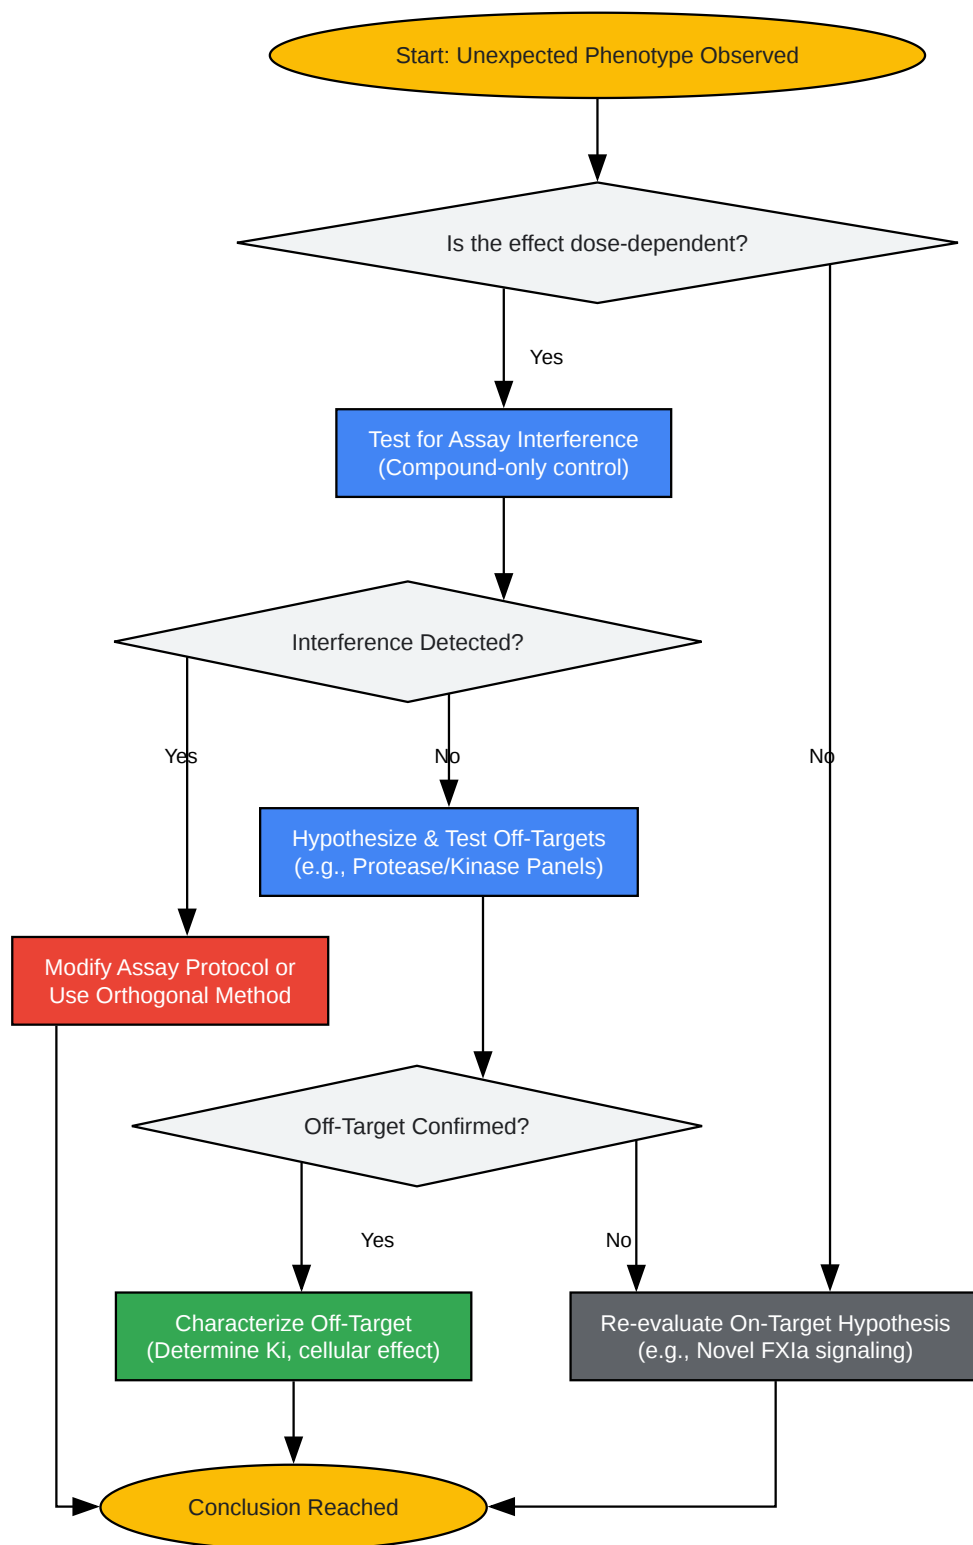 Start: Unexpected Phenotype Observed
Is the effect dose-dependent?
Yes
Test for Assay Interference
(Compound-only control)
Interference Detected?
Yes
No
No
Hypothesize & Test Off-Targets
(e.g., Protease/Kinase Panels)
Modify Assay Protocol or
Use Orthogonal Method
Off-Target Confirmed?
Yes
No
Characterize Off-Target
(Determine Ki, cellular effect)
Re-evaluate On-Target Hypothesis
(e.g., Novel FXIa signaling)
Conclusion Reached